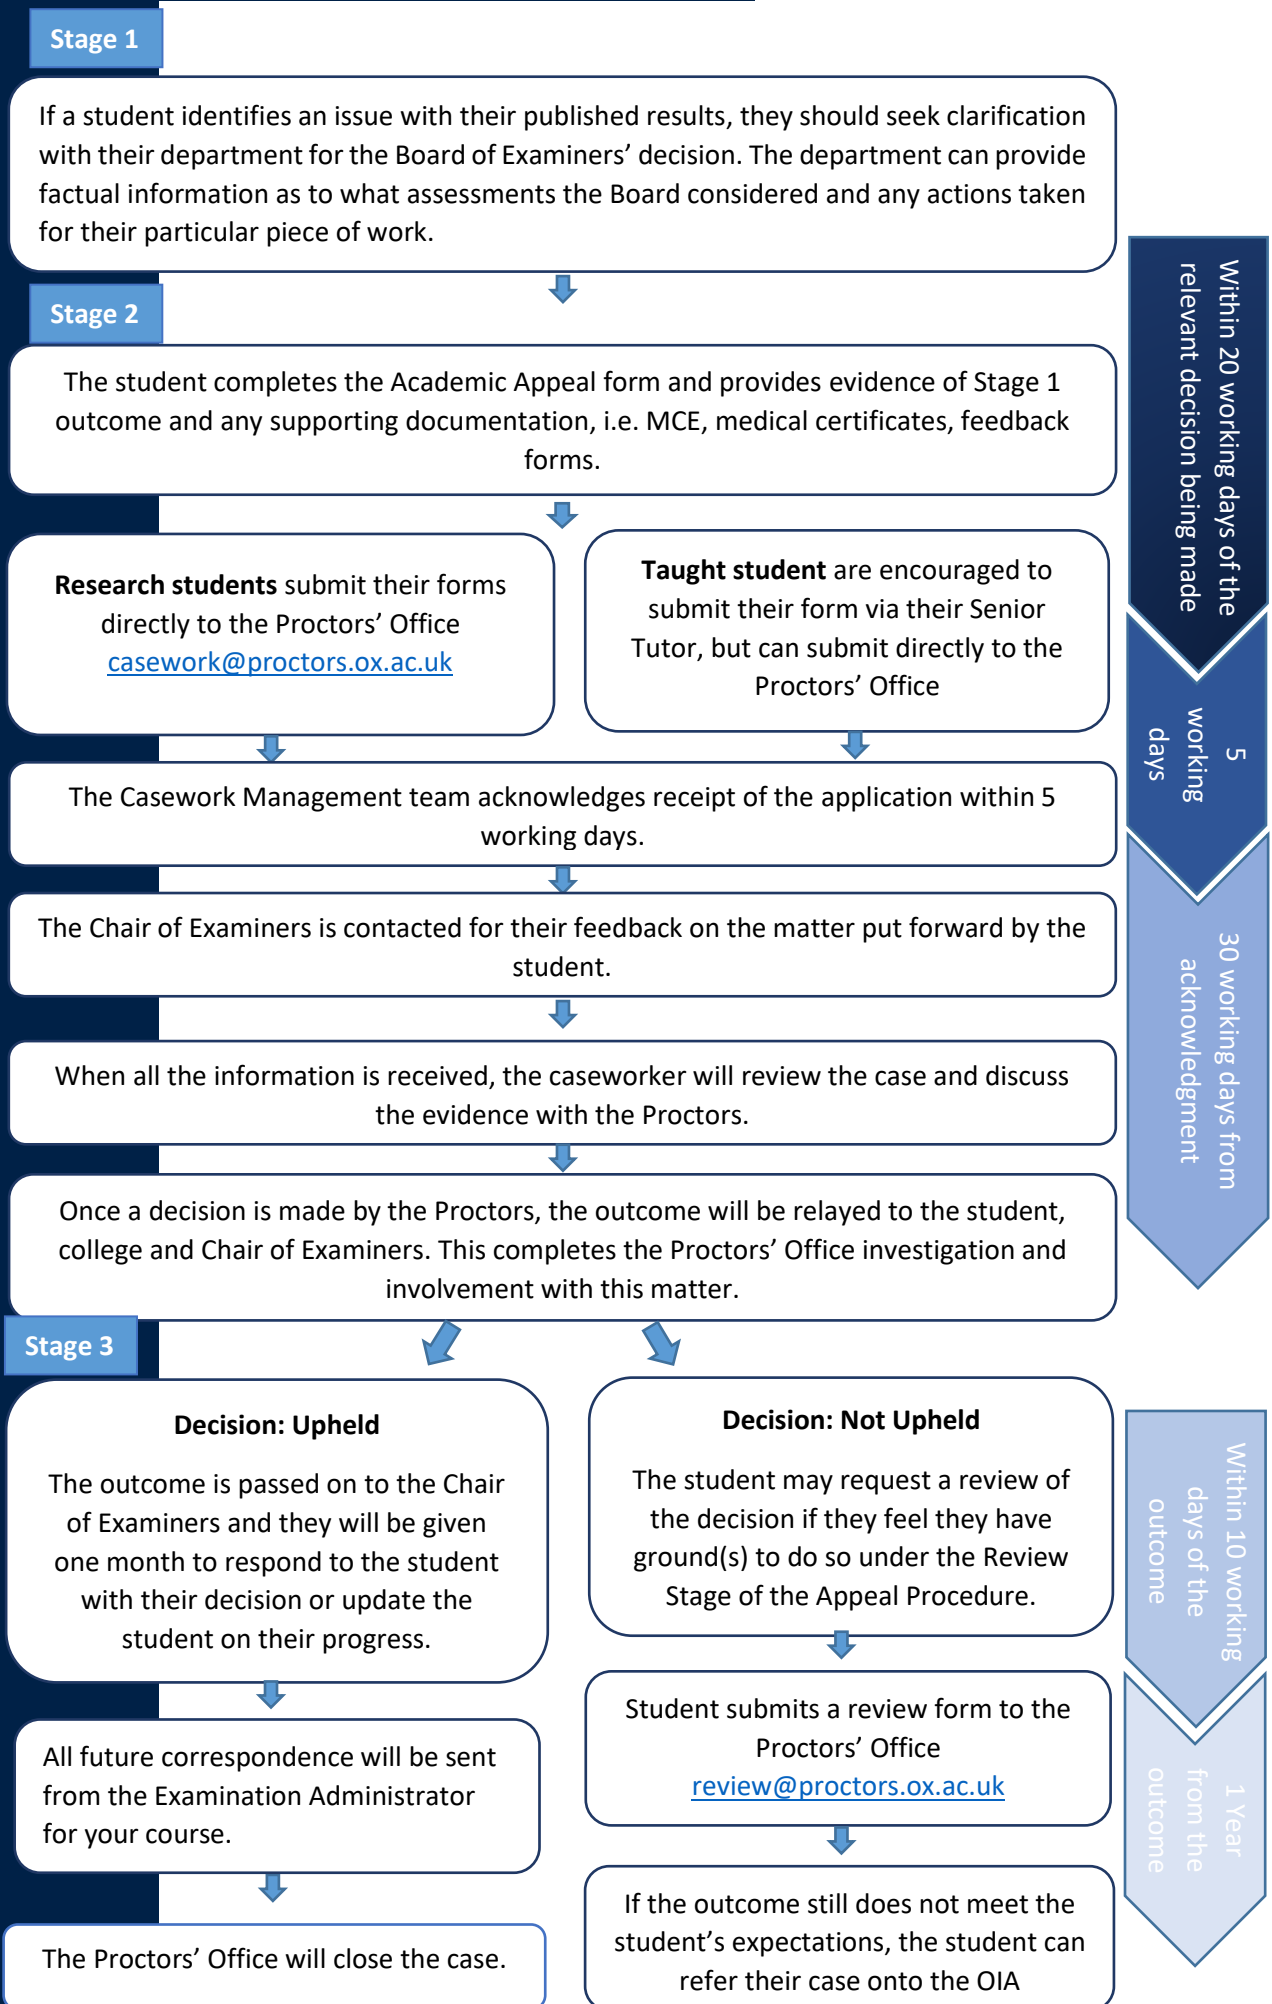 Stage 1
If a student identifies an issue with their published results, they should seek clarification
with their department for the Board of Examiners’ decision. The department can provide
factual information as to what assessments the Board considered and any actions taken
for their particular piece of work.
Stage 2
The student completes the Academic Appeal form and provides evidence of Stage 1
outcome and any supporting documentation, i.e. MCE, medical certificates, feedback
forms.
Within 20 working days of the
relevant decision being made
Research students submit their forms
directly to the Proctors’ Office
casework@proctors.ox.ac.uk
Taught student are encouraged to
submit their form via their Senior
Tutor, but can submit directly to the
Proctors’ Office
5
working
days
The Casework Management team acknowledges receipt of the application within 5
working days.
The Chair of Examiners is contacted for their feedback on the matter put forward by the
student.
30 working days from
acknowledgment
When all the information is received, the caseworker will review the case and discuss
the evidence with the Proctors.
Once a decision is made by the Proctors, the outcome will be relayed to the student,
college and Chair of Examiners. This completes the Proctors’ Office investigation and
involvement with this matter.
Stage 3
Decision: Upheld
The outcome is passed on to the Chair
of Examiners and they will be given
one month to respond to the student
with their decision or update the
student on their progress.
Decision: Not Upheld
The student may request a review of
the decision if they feel they have
ground(s) to do so under the Review
Stage of the Appeal Procedure.
Within 10 working
days of the
outcome
All future correspondence will be sent
from the Examination Administrator
for your course.
Student submits a review form to the
Proctors’ Office
review@proctors.ox.ac.uk
1 Year
from the
outcome
The Proctors’ Office will close the case.
If the outcome still does not meet the
student’s expectations, the student can
refer their case onto the OIA